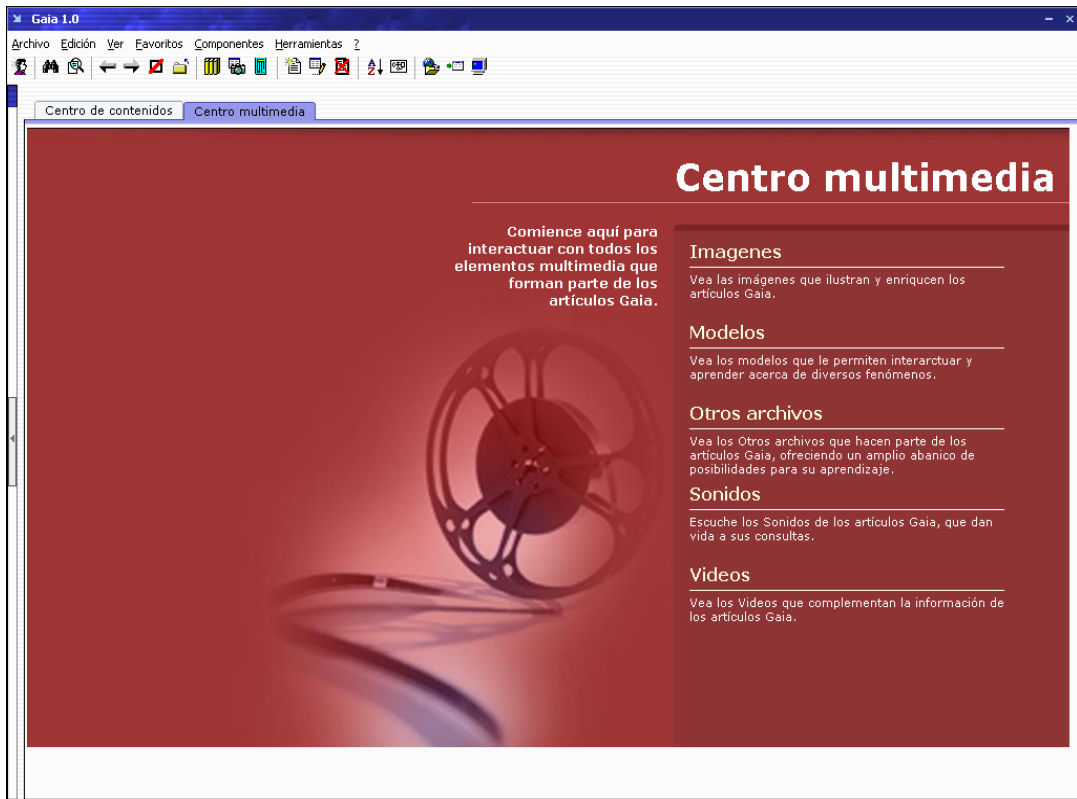 Gaia 1.0
Archivo Edición Ver Favoritos Componentes Herramientas ?
Centro de contenidos Centro multimedia
Centro multimedia
Comience aquí para
interactuar con todos los
elementos multimedia que
forman parte de los
artículos Gaia.
Imagenes
Vea las imágenes que ilustran y enriqucen los
artículos Gaia.
Modelos
Vea los modelos que le permiten interarctuar y
aprender acerca de diversos fenómenos.
Otros archivos
Vea los Otros archivos que hacen parte de los
artículos Gaia, ofreciendo un amplio abanico de
posibilidades para su aprendizaje.
Sonidos
Escuche los Sonidos de los artículos Gaia, que dan
vida a sus consultas.
Videos
Vea los Videos que complementan la información de
los artículos Gaia.